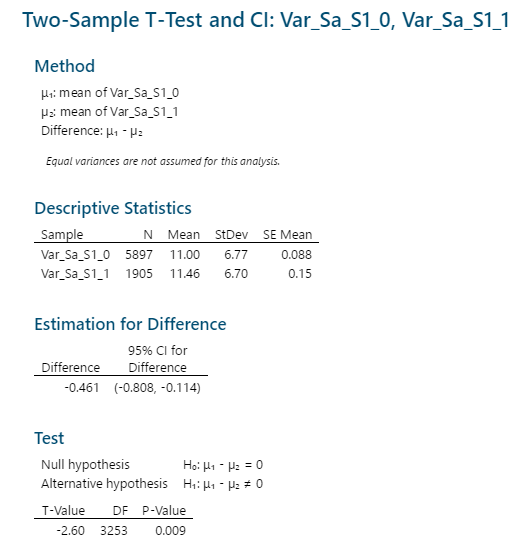 Two-Sample T-Test and CI: Var_Sa_S1_0, Var_Sa_S1_1
Method
μ₁: mean of Var_Sa_S1_0
μ₂: mean of Var_Sa_S1_1
Difference: μ₁ - μ₂
Equal variances are not assumed for this analysis.
Descriptive Statistics
Sample N Mean StDev SE Mean
Var_Sa_S1_0 5897 11.00 6.77 0.088
Var_Sa_S1_1 1905 11.46 6.70 0.15
Estimation for Difference
95% CI for
Difference Difference
-0.461 (-0.808, -0.114)
Test
Null hypothesis H₀: μ₁ - μ₂ = 0
Alternative hypothesis H₁: μ₁ - μ₂ ≠ 0
T-Value DF P-Value
-2.60 3253 0.009